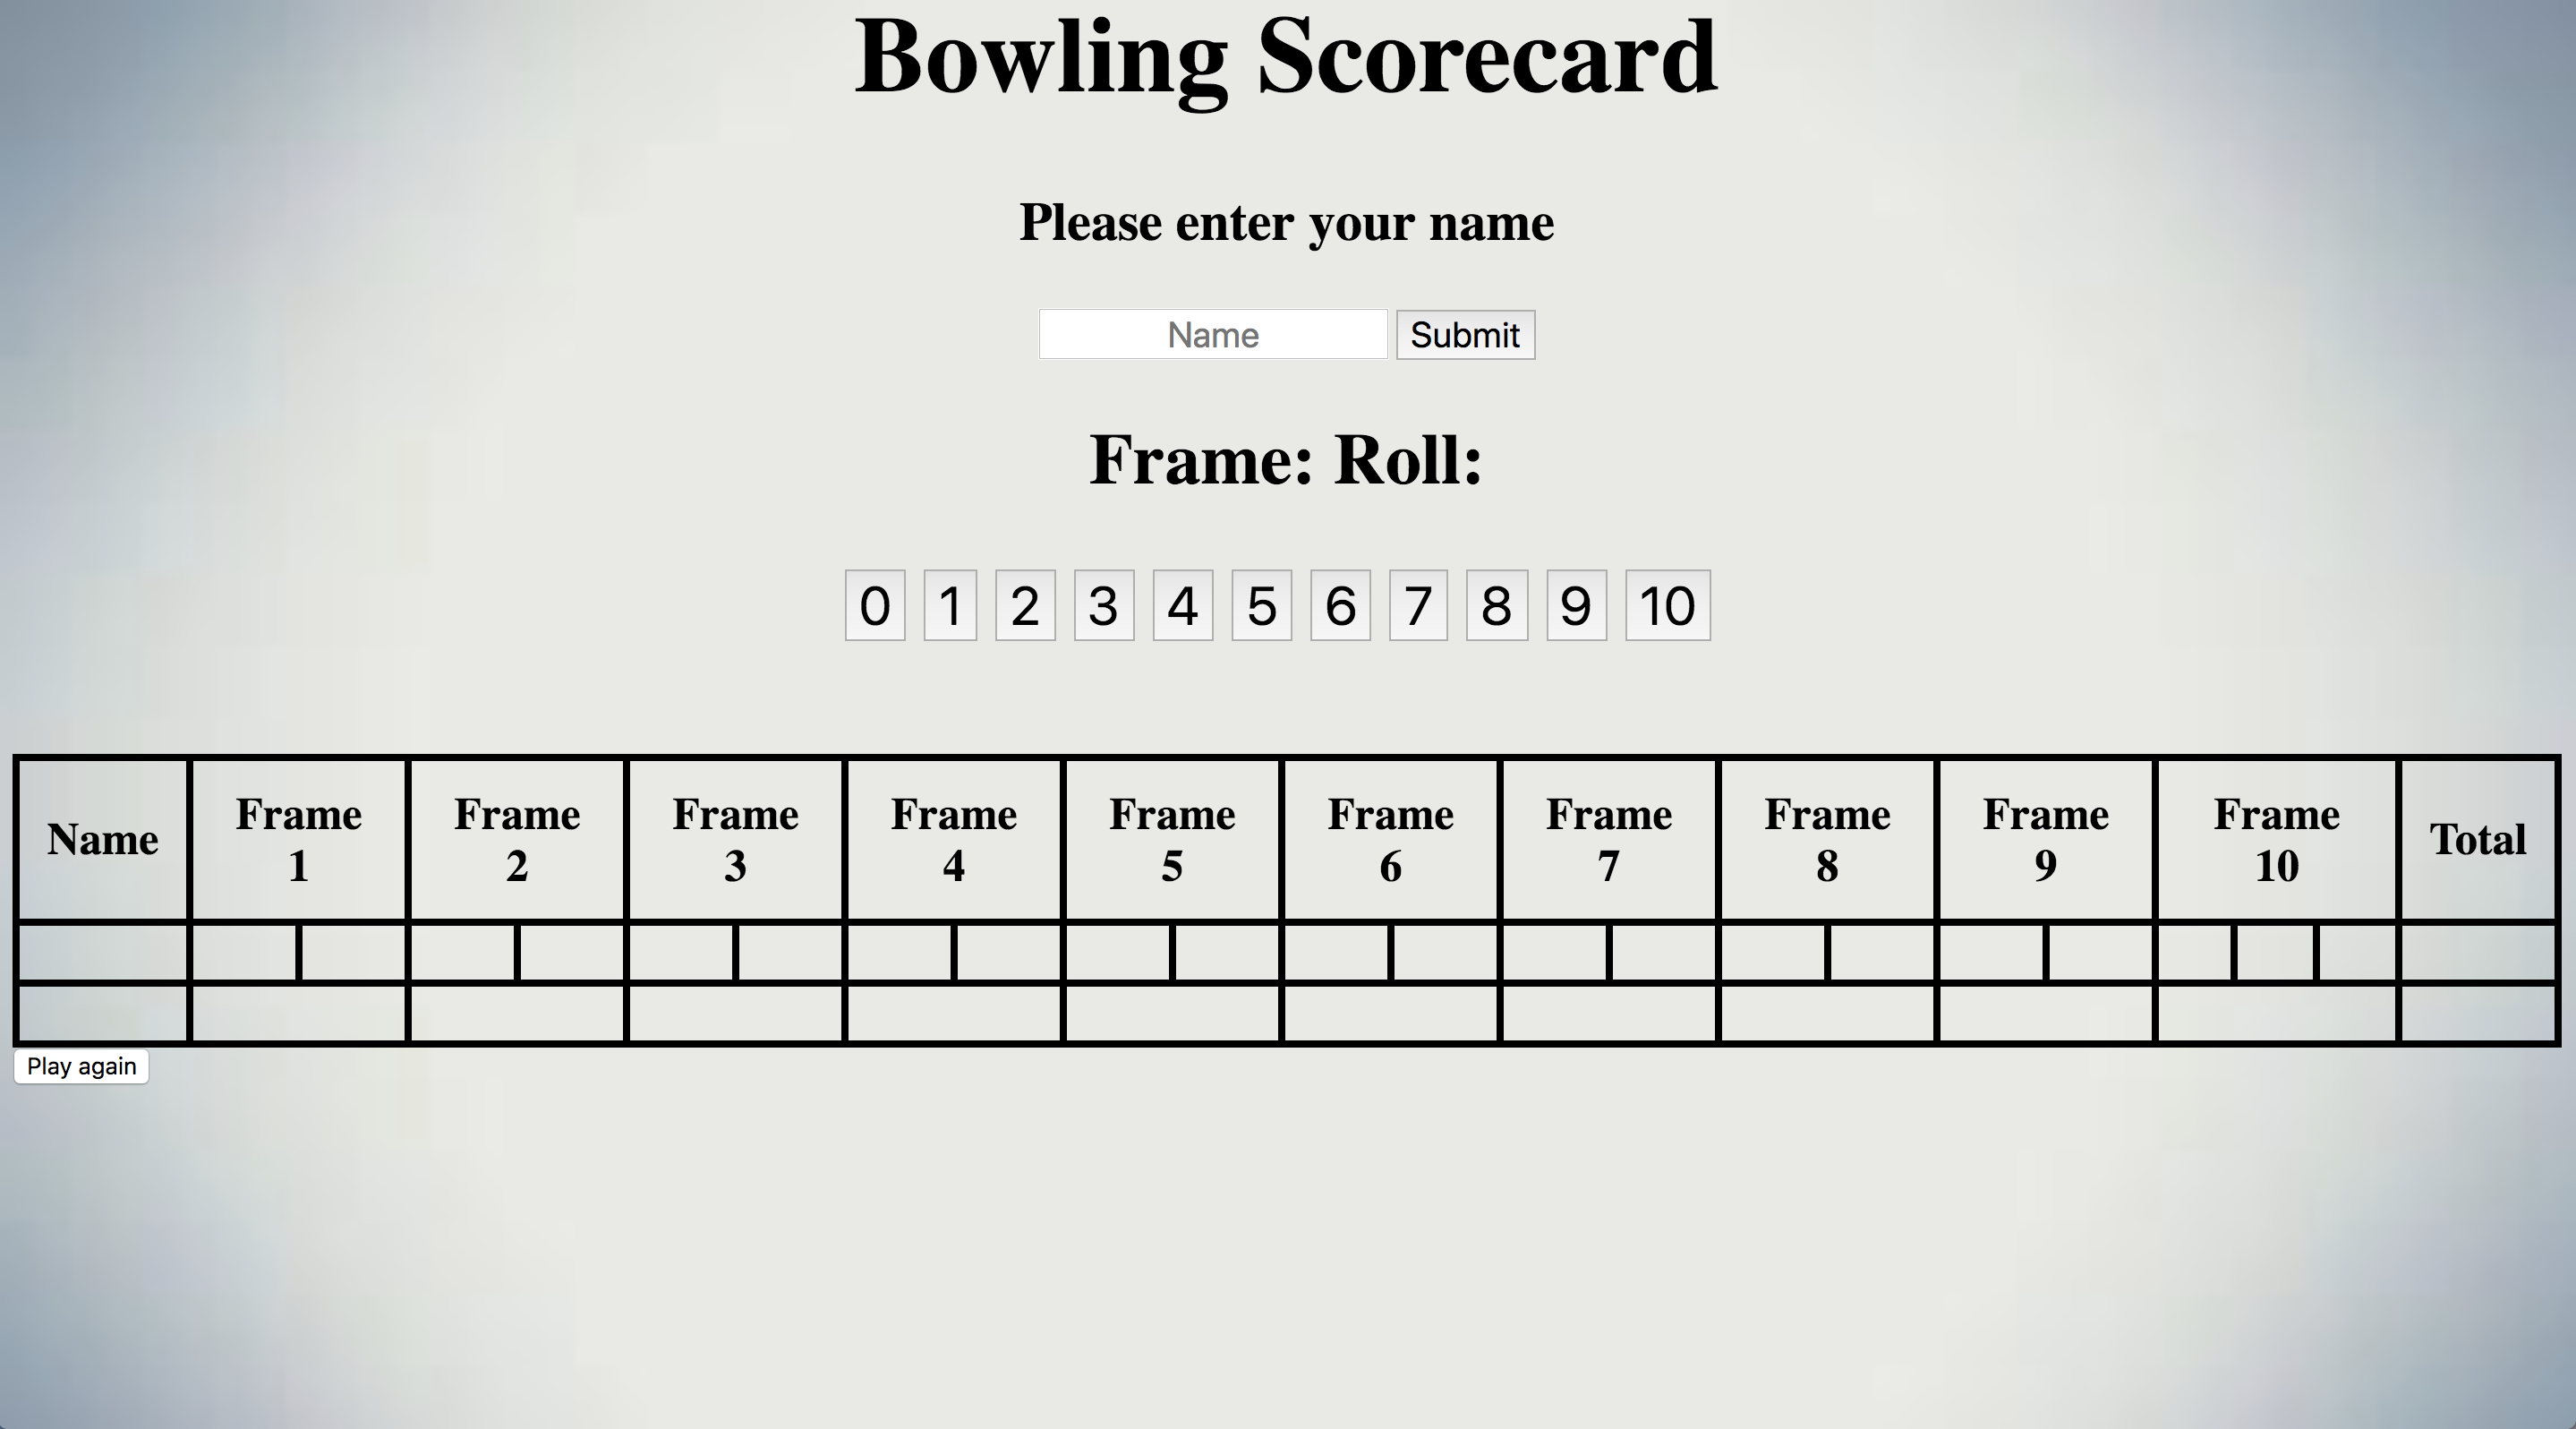 Bowling Scorecard
Please enter your name
Name Submit
Frame: Roll:
0 1 2 3 4 5 6 7 8 9 10
Name Frame 1 Frame 2 Frame 3 Frame 4 Frame 5 Frame 6 Frame 7 Frame 8 Frame 9 Frame 10 Total
Play again